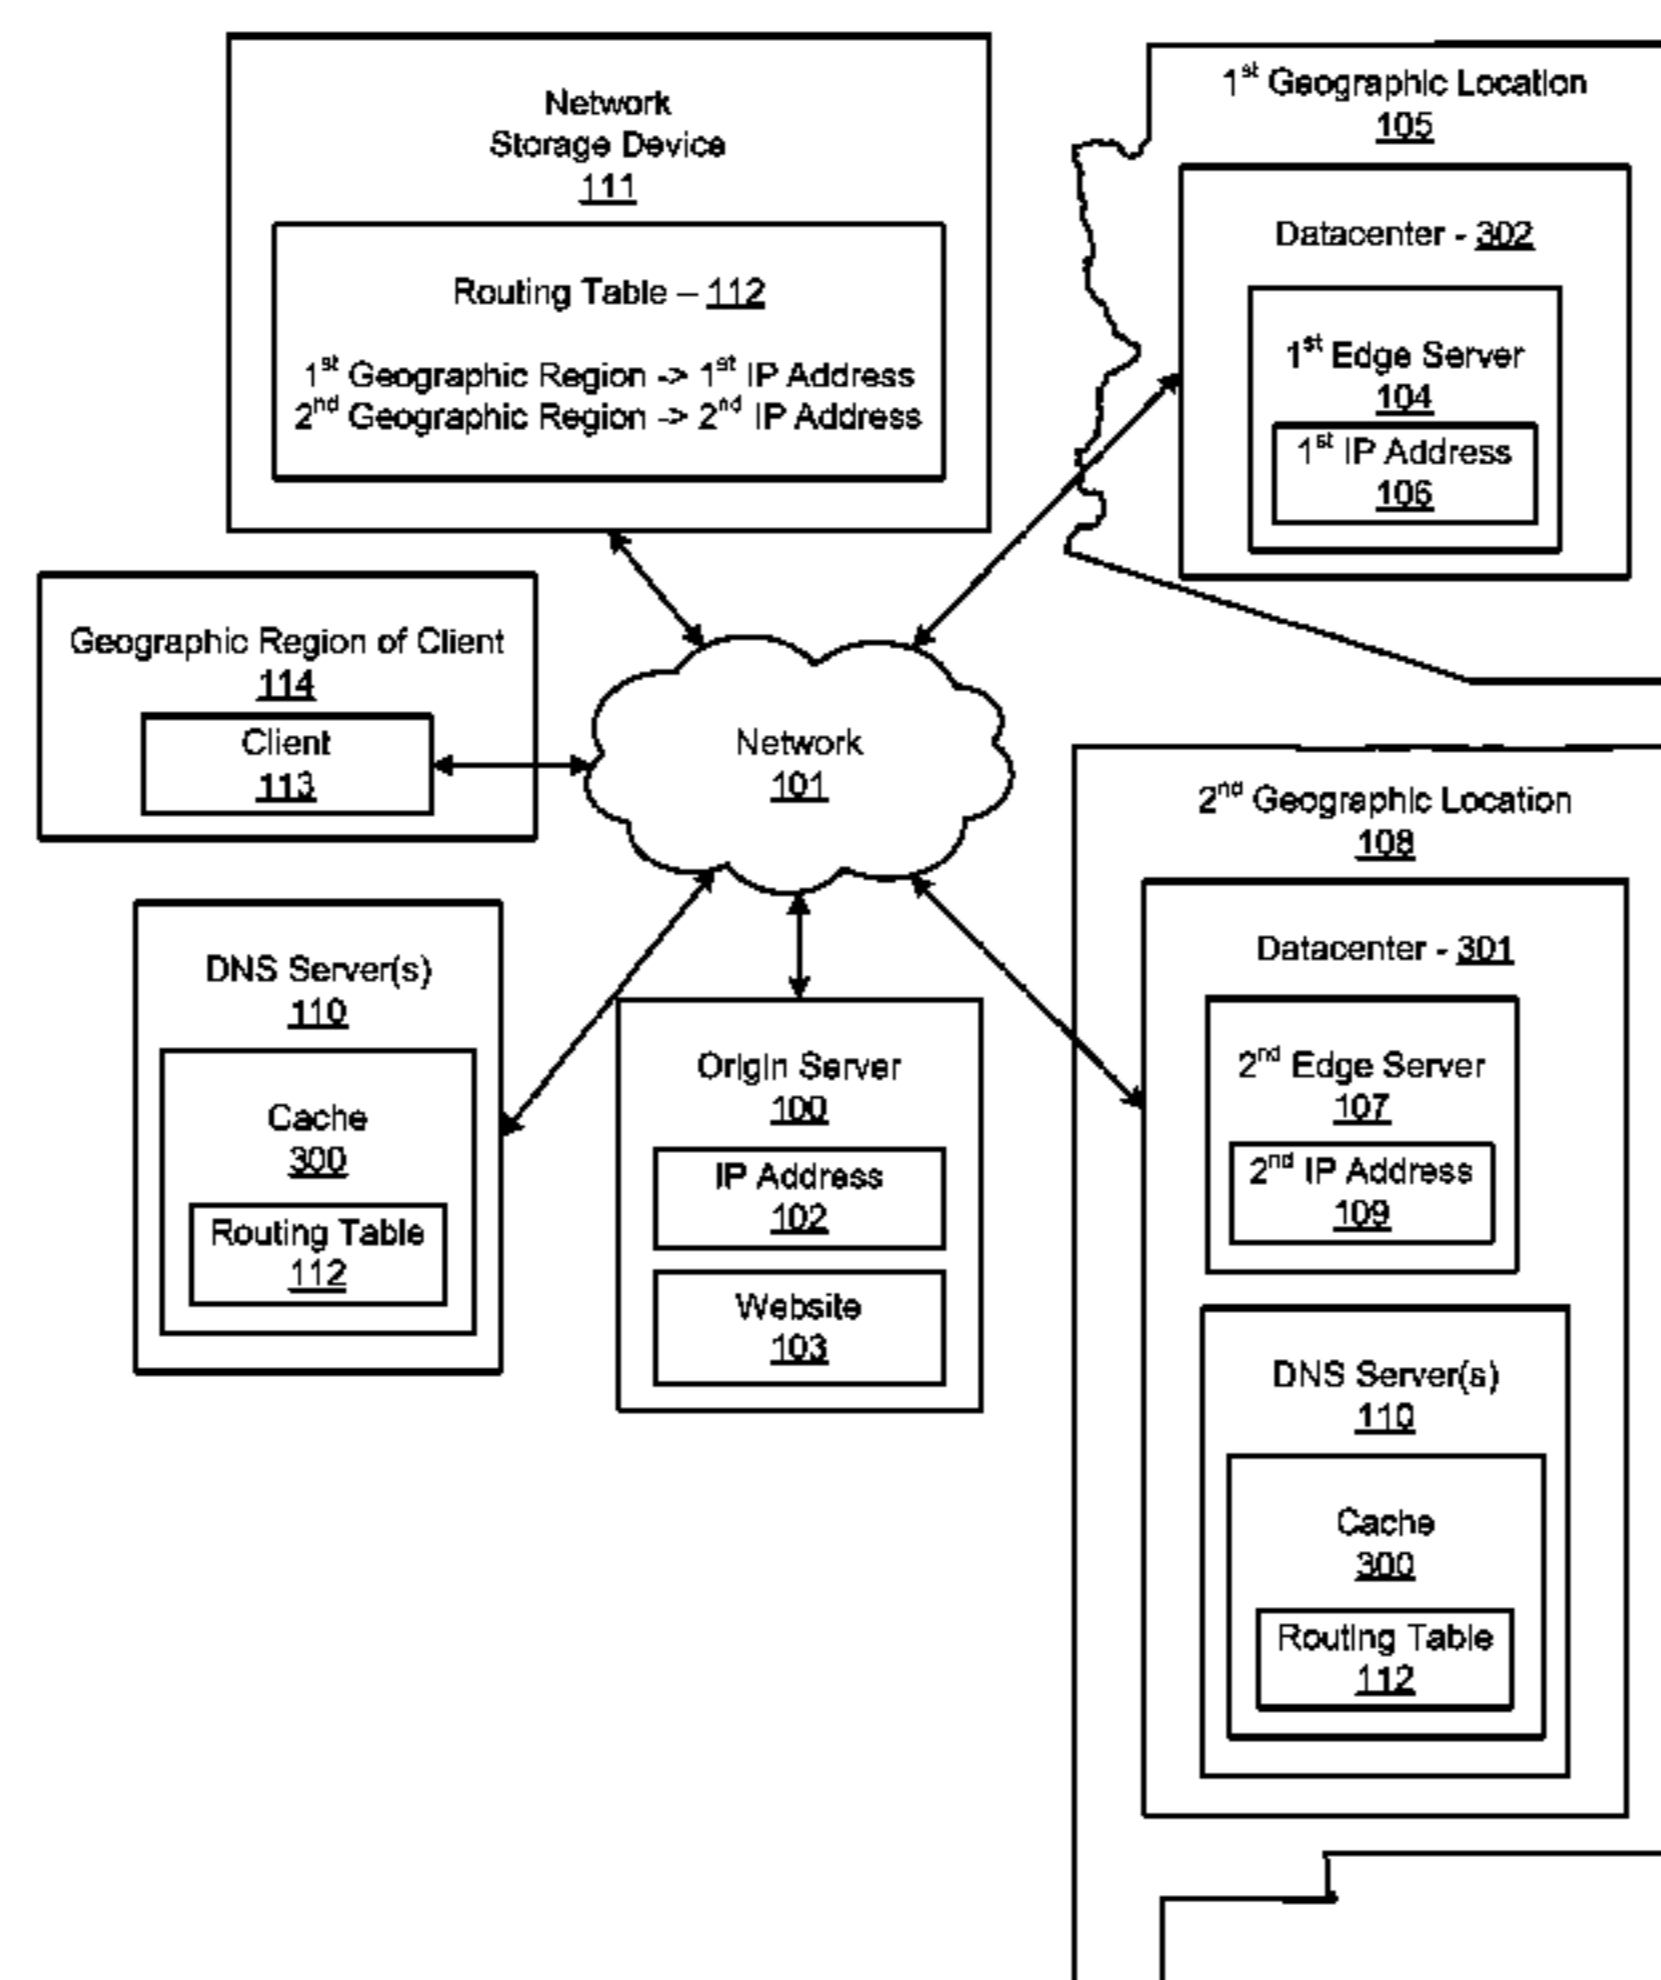 Network
Storage Device
111
Routing Table – 112
1st Geographic Region -> 1st IP Address
2nd Geographic Region -> 2nd IP Address
1st Geographic Location
105
Datacenter - 302
1st Edge Server
104
1st IP Address
106
Geographic Region of Client
114
Client
113
Network
101
2nd Geographic Location
108
Datacenter - 301
2nd Edge Server
107
2nd IP Address
109
DNS Server(s)
110
Cache
300
Routing Table
112
DNS Server(s)
110
Cache
300
Routing Table
112
Origin Server
100
IP Address
102
Website
103